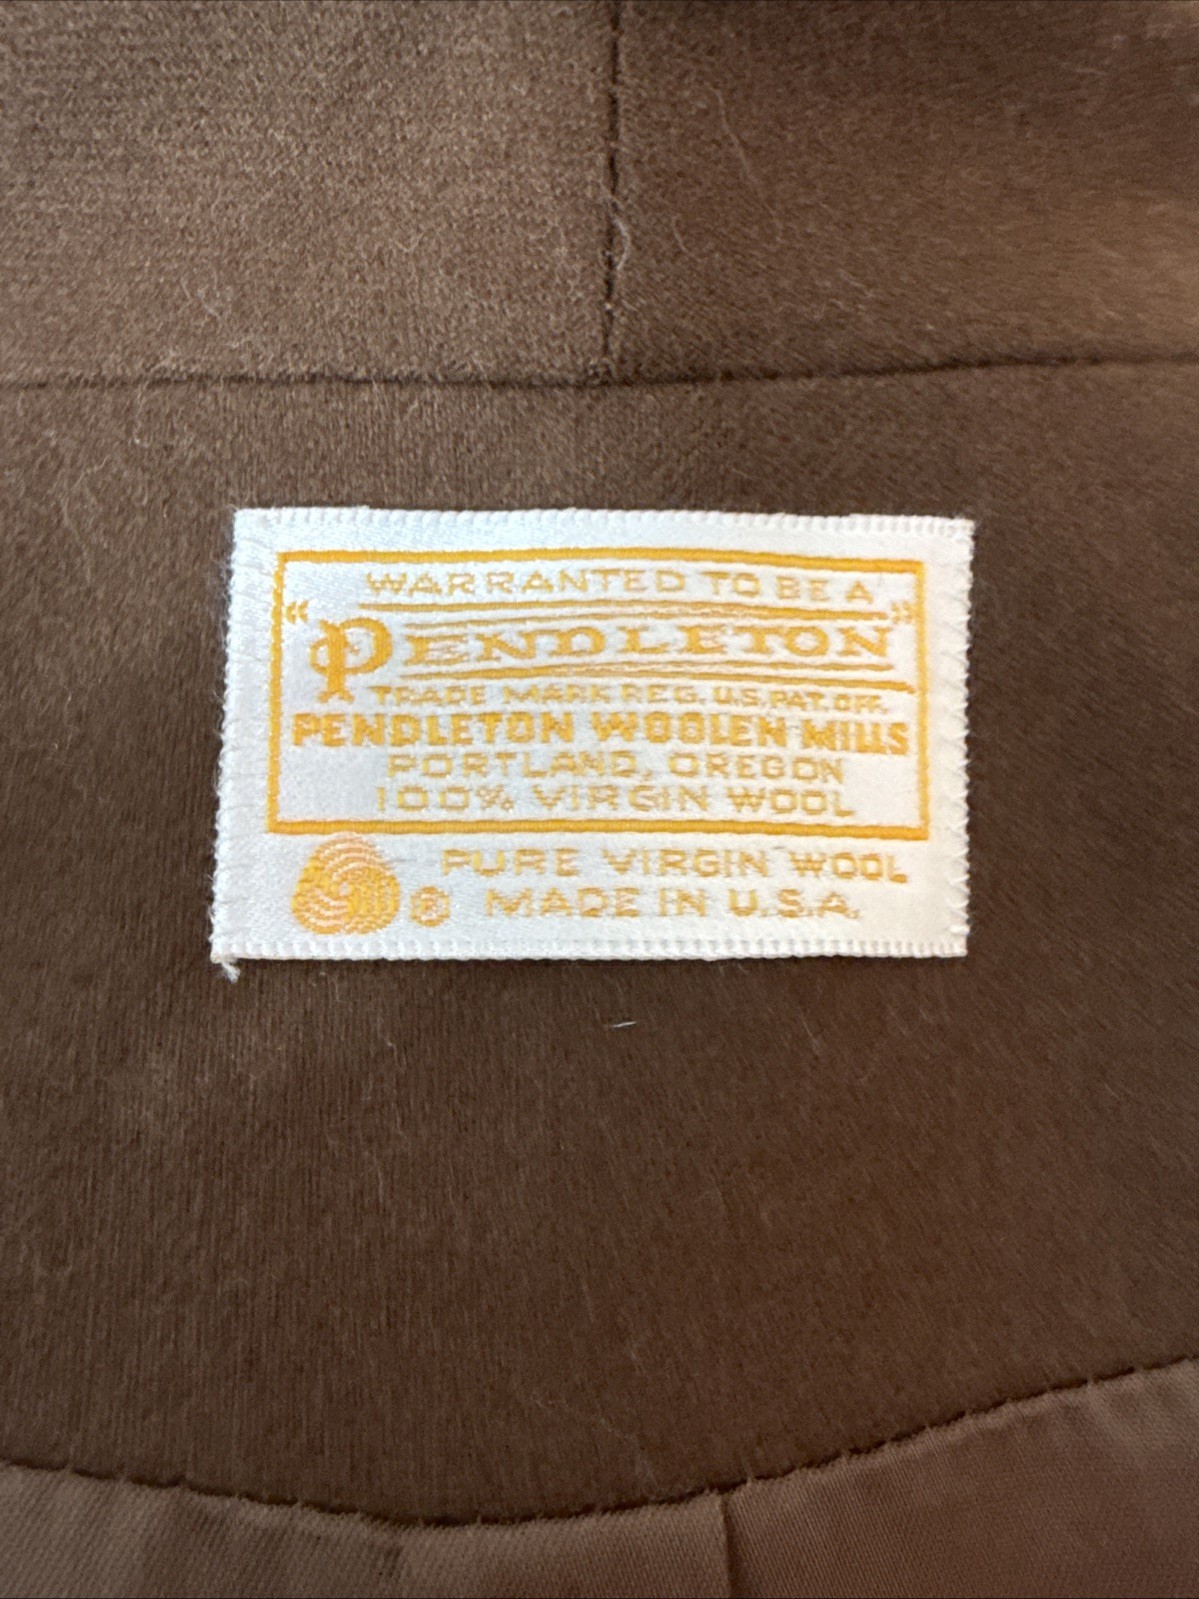 WARRANTED TO BE A
"PENDLETON"
TRADE MARK REG. U.S. PAT. OFF.
PENDLETON WOOLEN MILLS
PORTLAND, OREGON
100% VIRGIN WOOL
PURE VIRGIN WOOL
® MADE IN U.S.A.